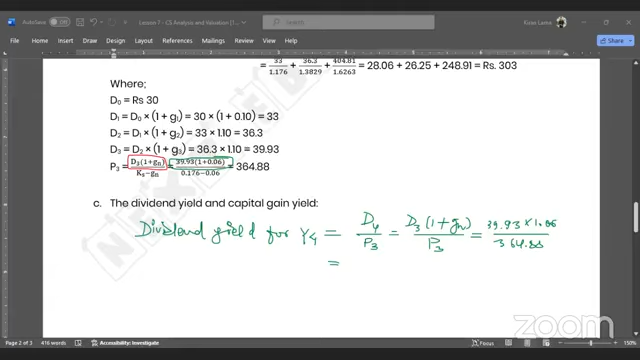 AutoSave Off Lesson 7 - CS Analysis and Valuation (1
File Home Insert Draw Design Layout References Mailings Review View Help
= 33/1.176 + 36.3/1.3829 + 404.81/1.6263 = 28.06 + 26.25 + 248.91 = Rs. 303
Where;
D₀ = Rs 30
D₁ = D₀ × (1 + g₁) = 30 × (1 + 0.10) = 33
D₂ = D₁ × (1 + g₂) = 33 × 1.10 = 36.3
D₃ = D₂ × (1 + g₃) = 36.3 × 1.10 = 39.93
P₃ = D₃(1+gₙ)/Kₛ−gₙ = 39.93(1+0.06)/0.176−0.06 = 364.88
c. The dividend yield and capital gain yield:
Dividend yield for Y4 = D₄/P₃ = D₃(1+gₙ)/P₃ = 39.93×1.06/364.88
=
zoom
Page 2 of 3 416 words Accessibility: Investigate Focus 150%